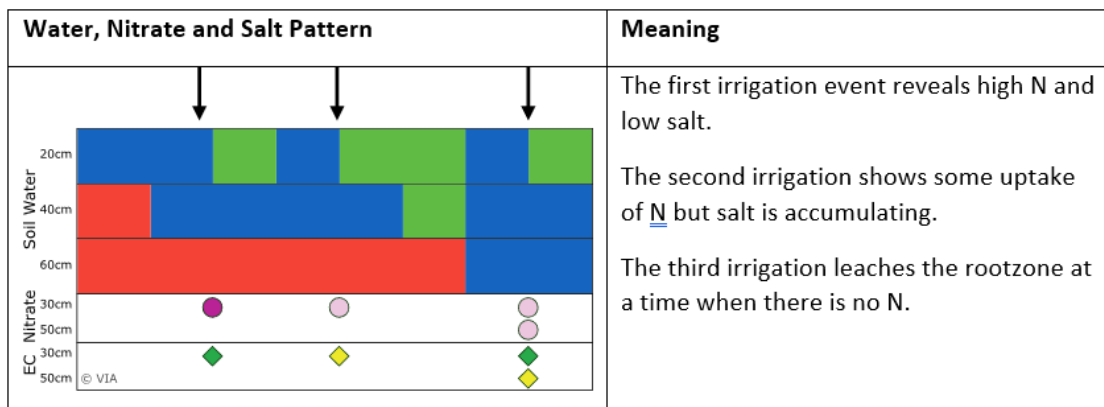 Water, Nitrate and Salt Pattern
Meaning
20cm
40cm
60cm
Soil Water
30cm
50cm
Nitrate
30cm
50cm
EC
© VIA
The first irrigation event reveals high N and
low salt.
The second irrigation shows some uptake
of N but salt is accumulating.
The third irrigation leaches the rootzone at
a time when there is no N.